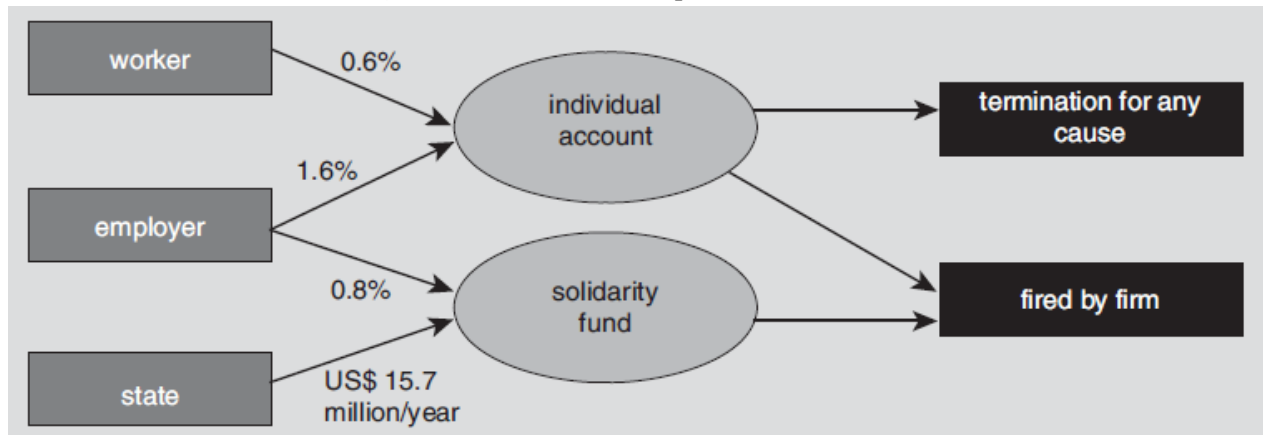 worker
0.6%
individual
account
termination for any
cause
1.6%
employer
0.8%
solidarity
fund
fired by firm
state
US$ 15.7
million/year